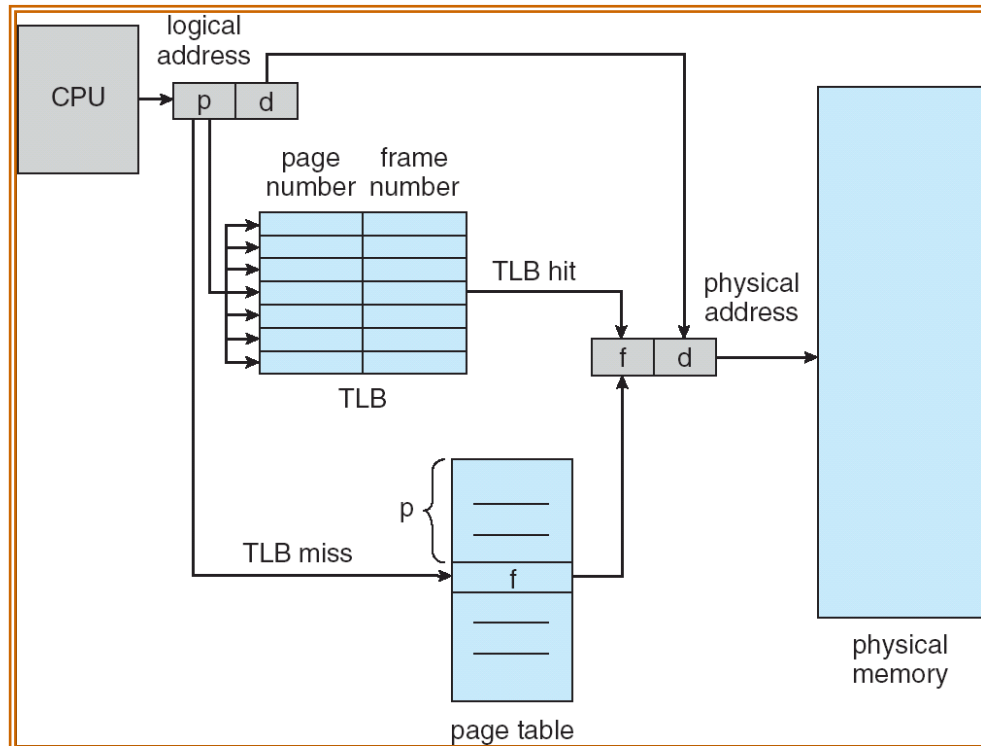 logical
address
CPU
p
d
page
number
frame
number
TLB hit
physical
address
f
d
TLB
p
TLB miss
f
physical
memory
page table